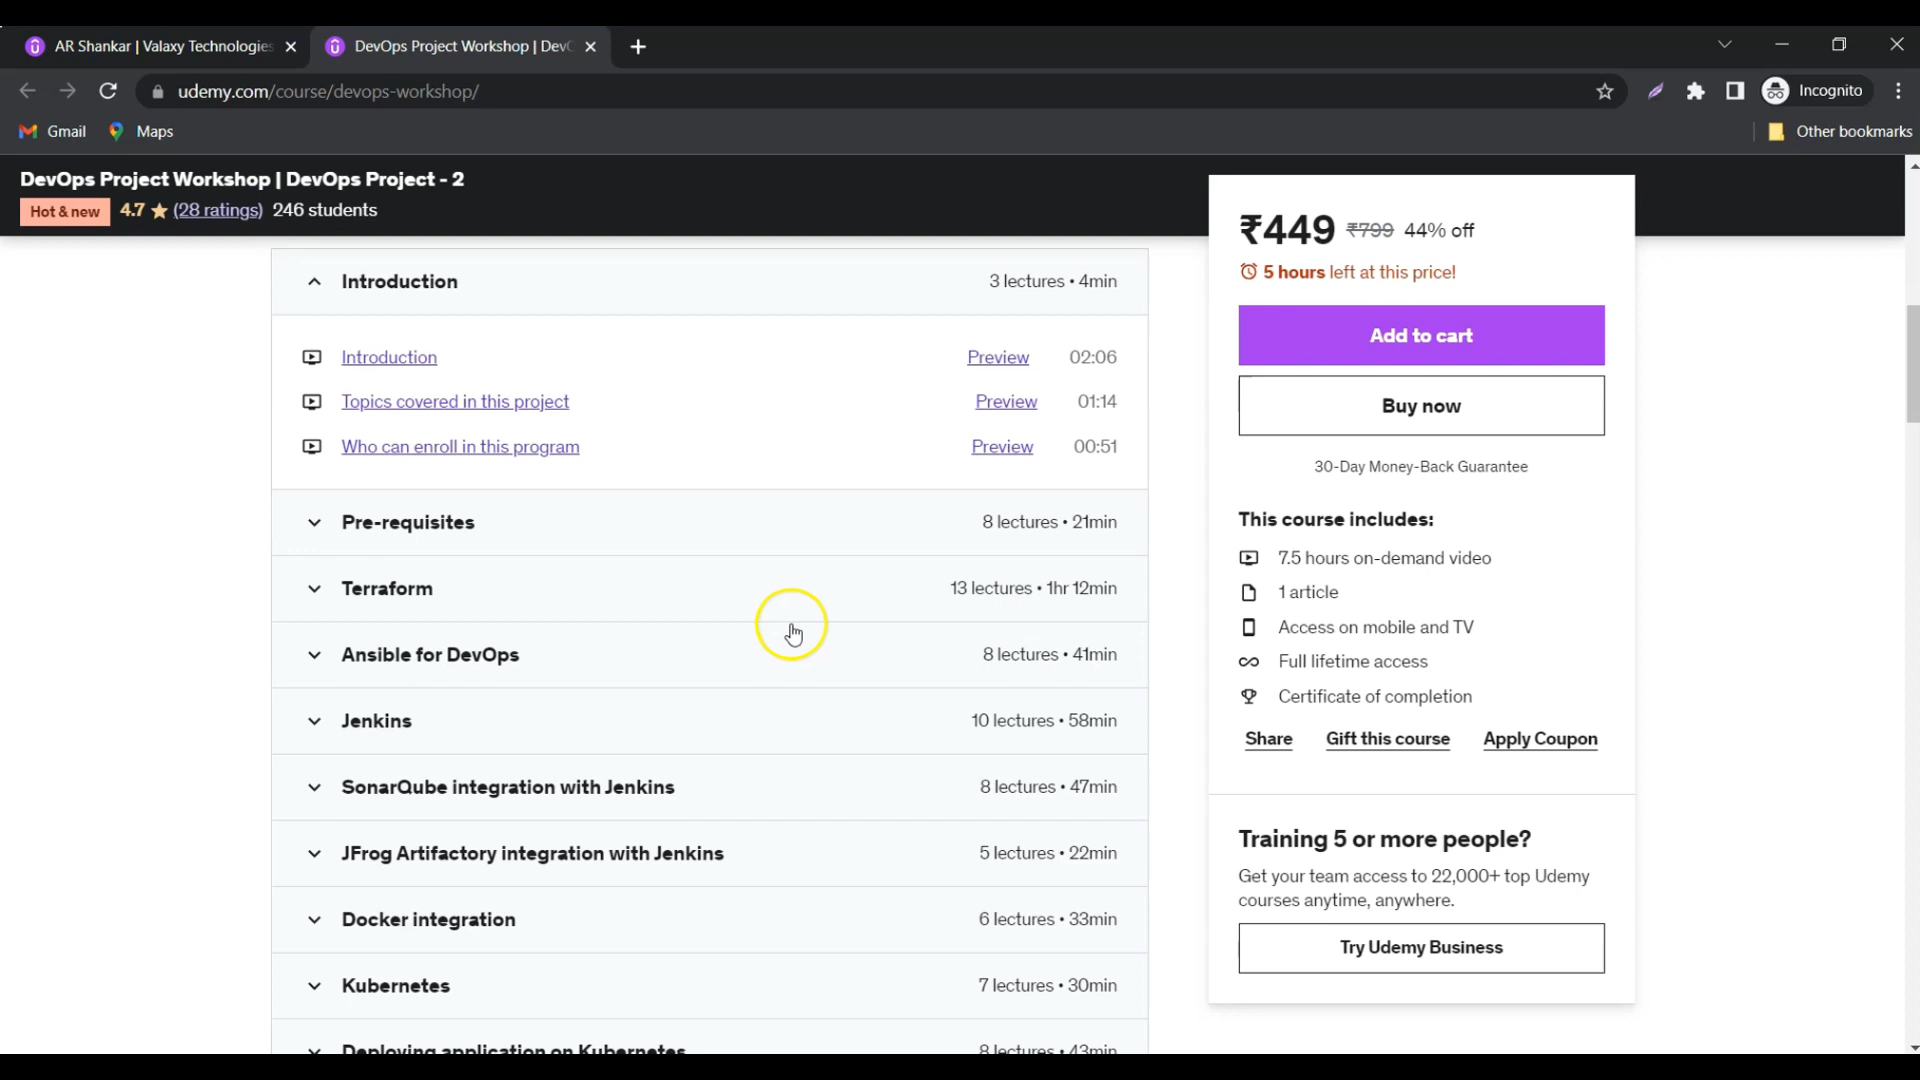 AR Shankar | Valaxy Technologies
DevOps Project Workshop | DevO
udemy.com/course/devops-workshop/
Incognito
Gmail
Maps
Other bookmarks
DevOps Project Workshop | DevOps Project - 2
Hot & new 4.7 (28 ratings) 246 students
Introduction 3 lectures • 4min
Introduction Preview 02:06
Topics covered in this project Preview 01:14
Who can enroll in this program Preview 00:51
Pre-requisites 8 lectures • 21min
Terraform 13 lectures • 1hr 12min
Ansible for DevOps 8 lectures • 41min
Jenkins 10 lectures • 58min
SonarQube integration with Jenkins 8 lectures • 47min
JFrog Artifactory integration with Jenkins 5 lectures • 22min
Docker integration 6 lectures • 33min
Kubernetes 7 lectures • 30min
Deploying application on Kubernetes 8 lectures • 43min
₹449 ₹799 44% off
5 hours left at this price!
Add to cart
Buy now
30-Day Money-Back Guarantee
This course includes:
7.5 hours on-demand video
1 article
Access on mobile and TV
Full lifetime access
Certificate of completion
Share Gift this course Apply Coupon
Training 5 or more people?
Get your team access to 22,000+ top Udemy
courses anytime, anywhere.
Try Udemy Business